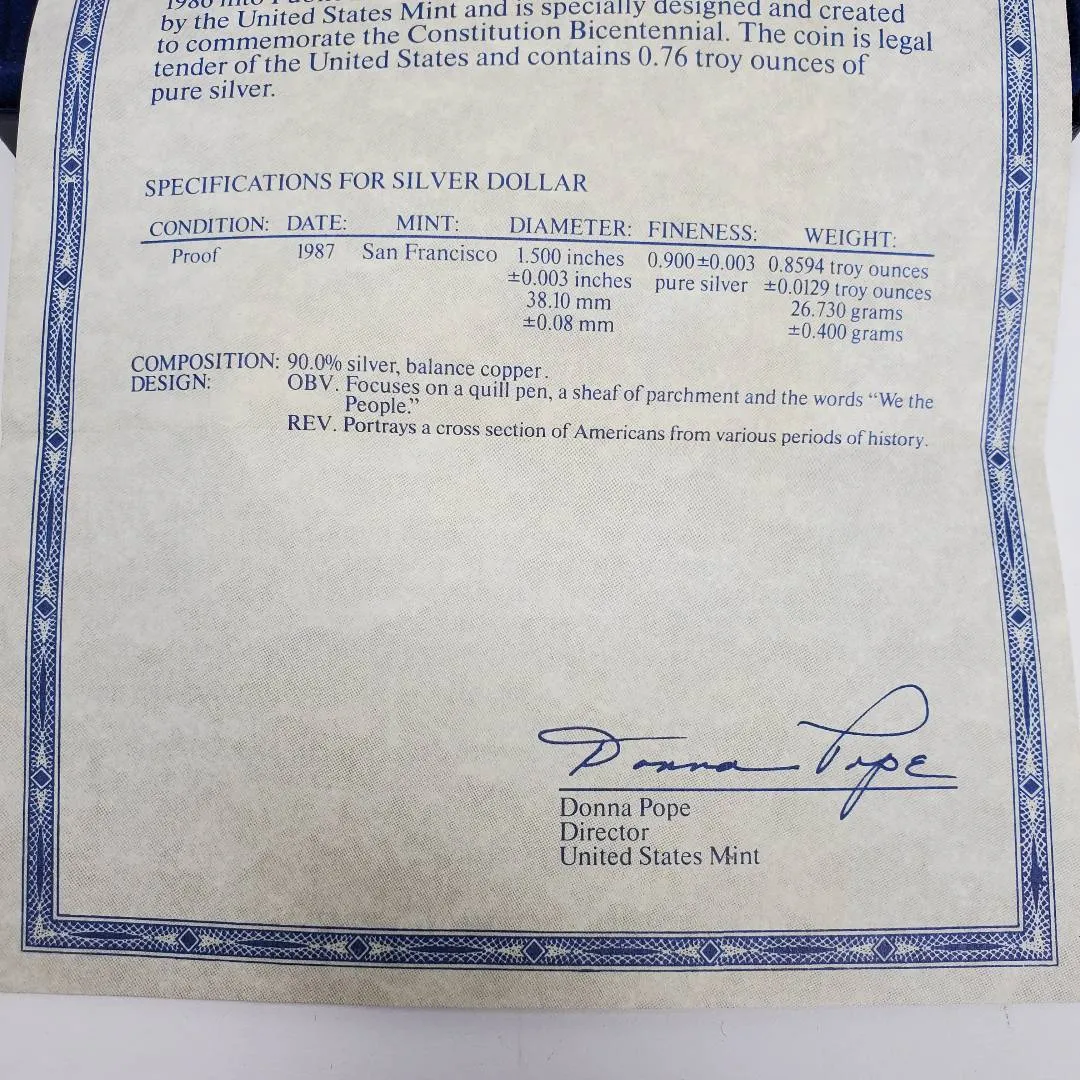 by the United States Mint and is specially designed and created
to commemorate the Constitution Bicentennial. The coin is legal
tender of the United States and contains 0.76 troy ounces of
pure silver.
SPECIFICATIONS FOR SILVER DOLLAR
CONDITION: DATE: MINT: DIAMETER: FINENESS: WEIGHT:
Proof 1987 San Francisco 1.500 inches 0.900±0.003 0.8594 troy ounces
±0.003 inches pure silver ±0.0129 troy ounces
38.10 mm 26.730 grams
±0.08 mm ±0.400 grams
COMPOSITION: 90.0% silver, balance copper.
DESIGN: OBV. Focuses on a quill pen, a sheaf of parchment and the words “We the
People.”
REV. Portrays a cross section of Americans from various periods of history.
Donna Pope
Donna Pope
Director
United States Mint